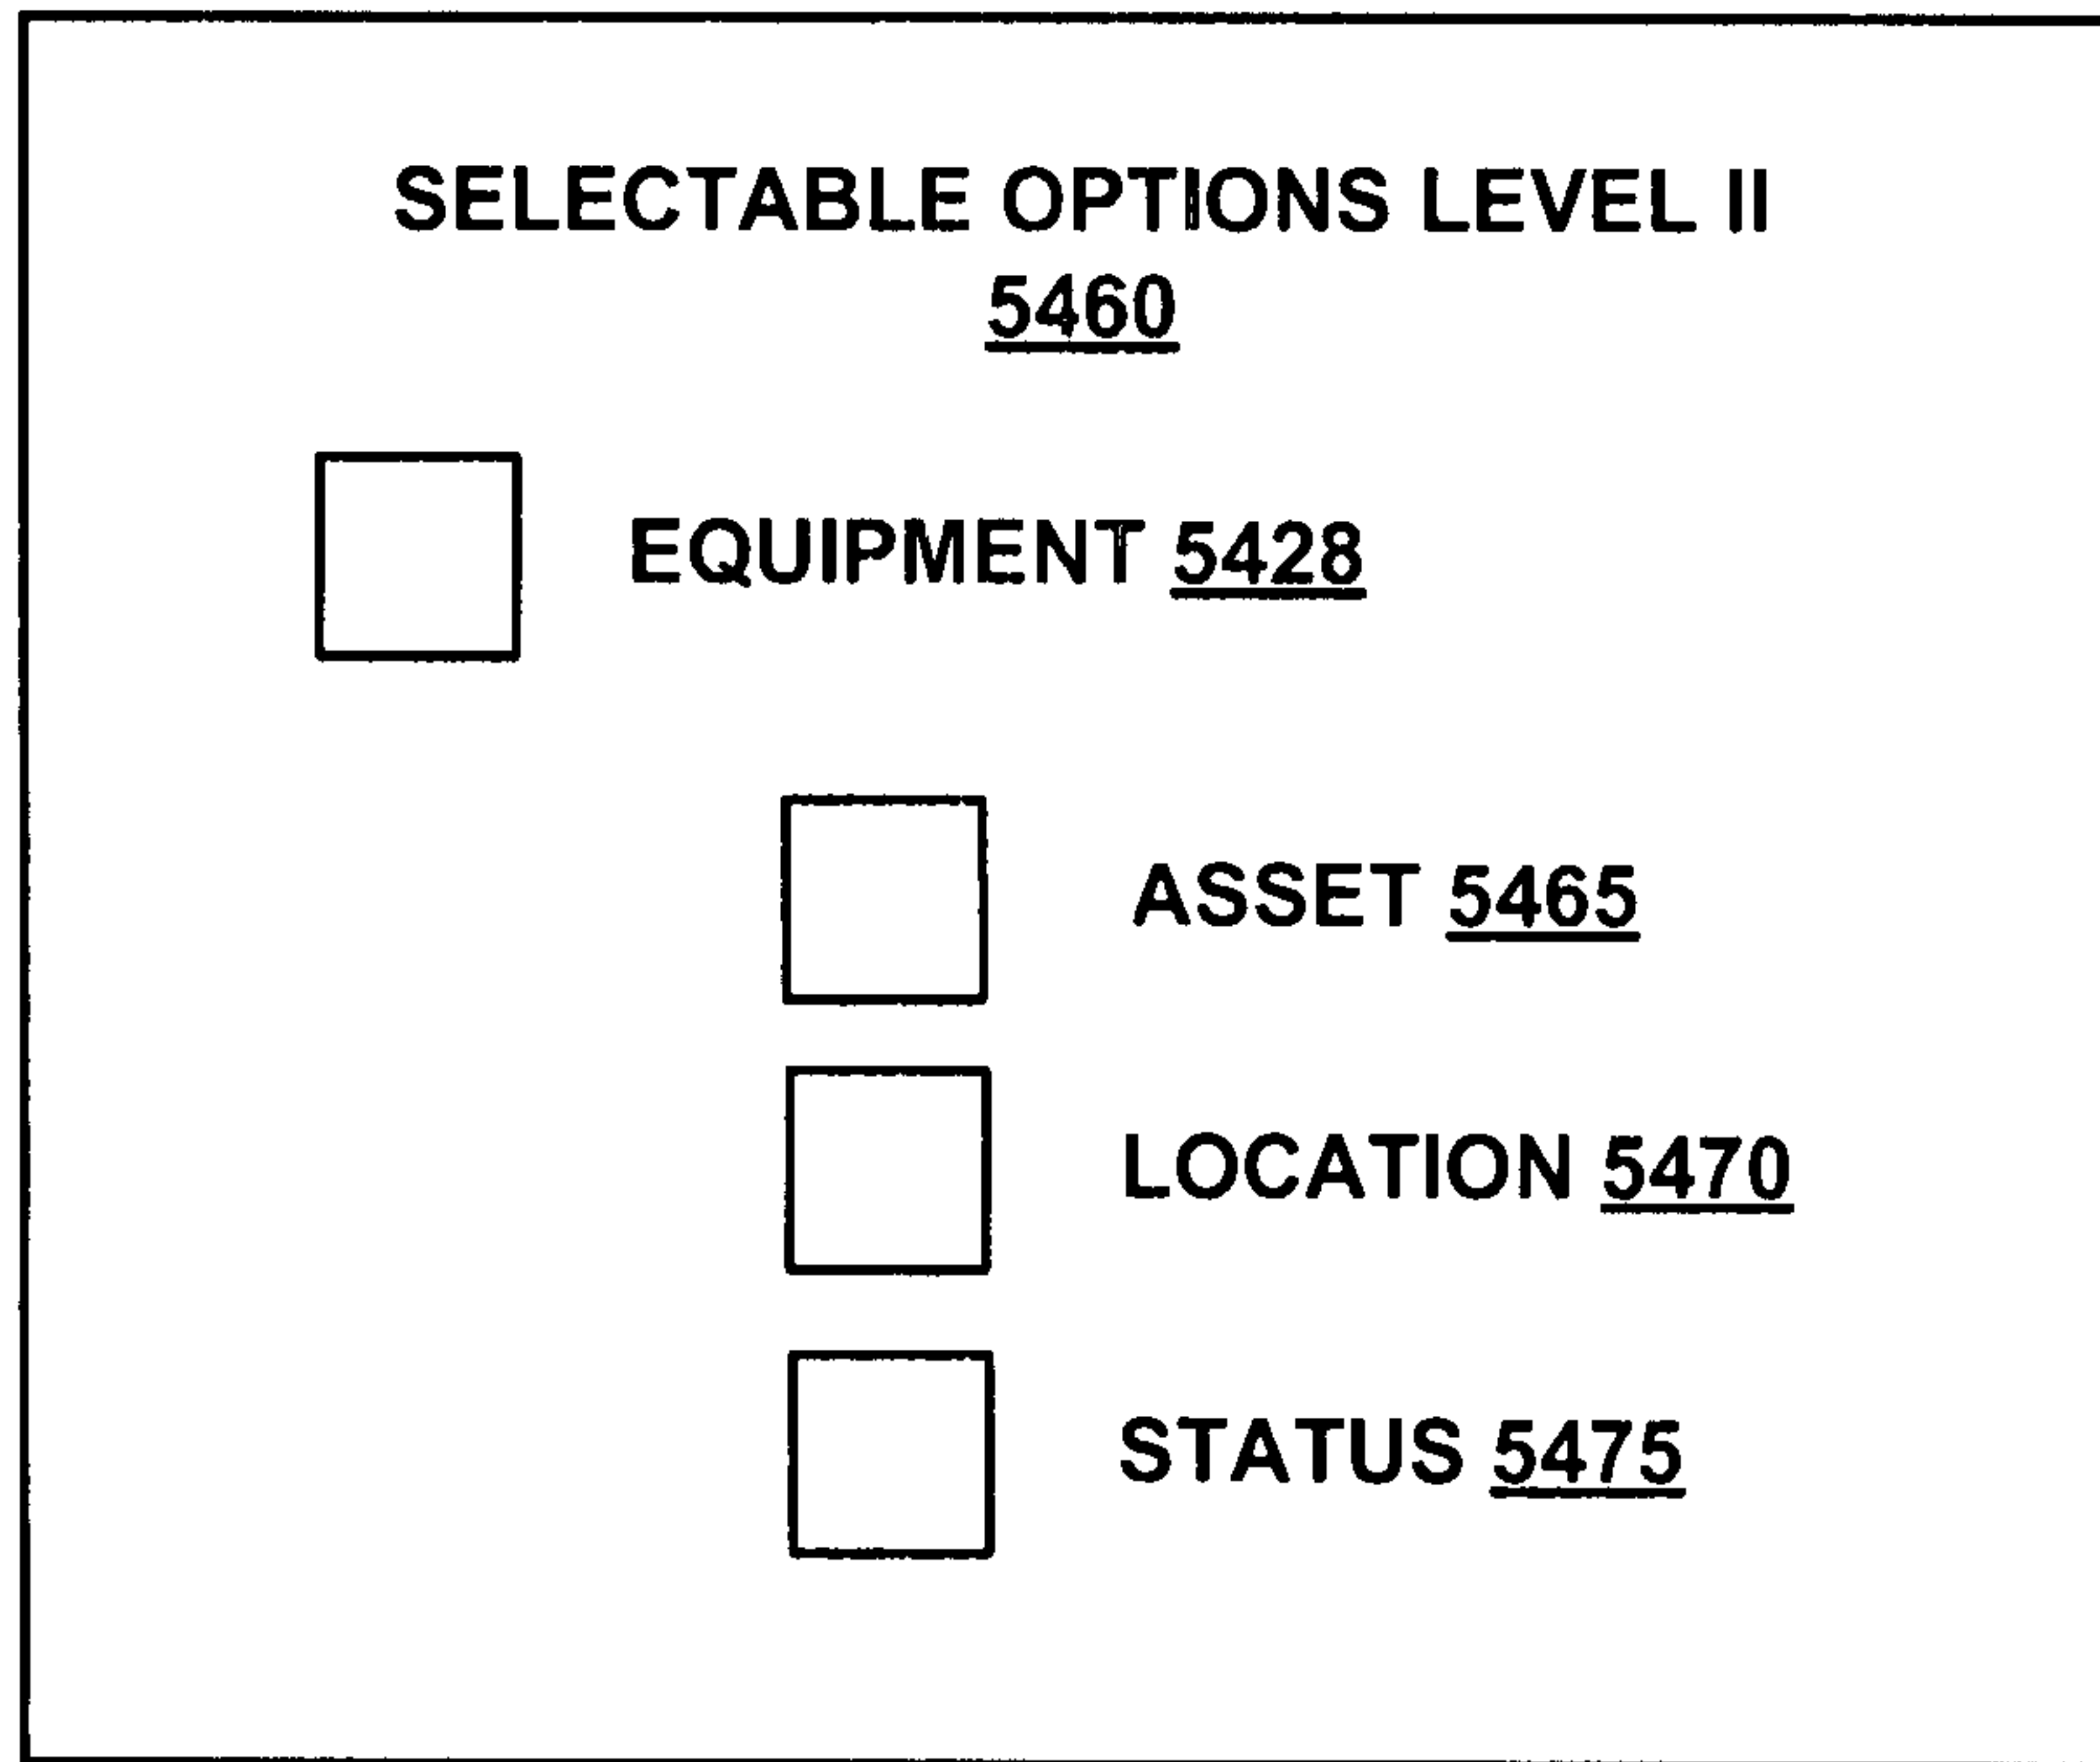 SELECTABLE OPTIONS LEVEL II
5460
EQUIPMENT 5428
ASSET 5465
LOCATION 5470
STATUS 5475